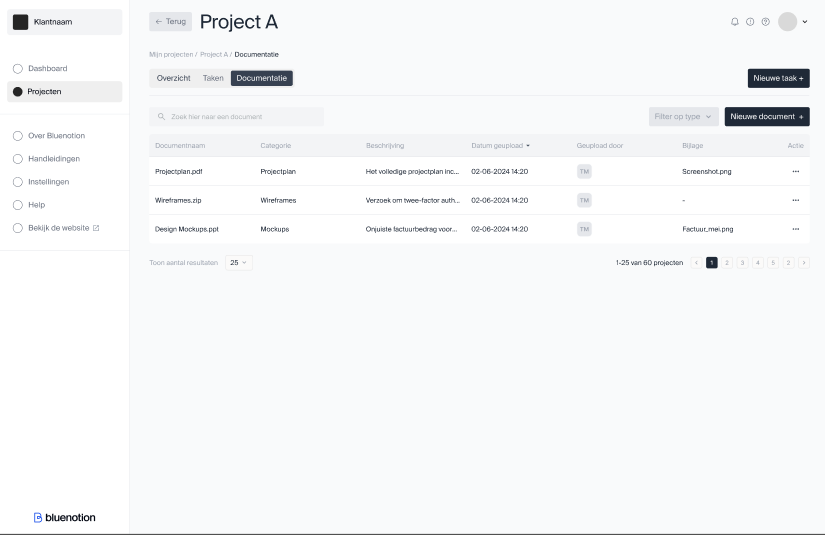 Klantnaam
Dashboard
Projecten
Over Bluenotion
Handleidingen
Instellingen
Help
Bekijk de website
bluenotion
← Terug Project A
Mijn projecten / Project A / Documentatie
Overzicht Taken Documentatie Nieuwe taak +
Zoek hier naar een document Filter op type Nieuwe document +
Documentnaam Categorie Beschrijving Datum geupload Geupload door Bijlage Actie
Projectplan.pdf Projectplan Het volledige projectplan inc... 02-06-2024 14:20 TM Screenshot.png ...
Wireframes.zip Wireframes Verzoek om twee-factor auth... 02-06-2024 14:20 TM - ...
Design Mockups.ppt Mockups Onjuiste factuurbedrag voor... 02-06-2024 14:20 TM Factuur_mei.png ...
Toon aantal resultaten 25 1-25 van 60 projecten < 1 2 3 4 5 2 >